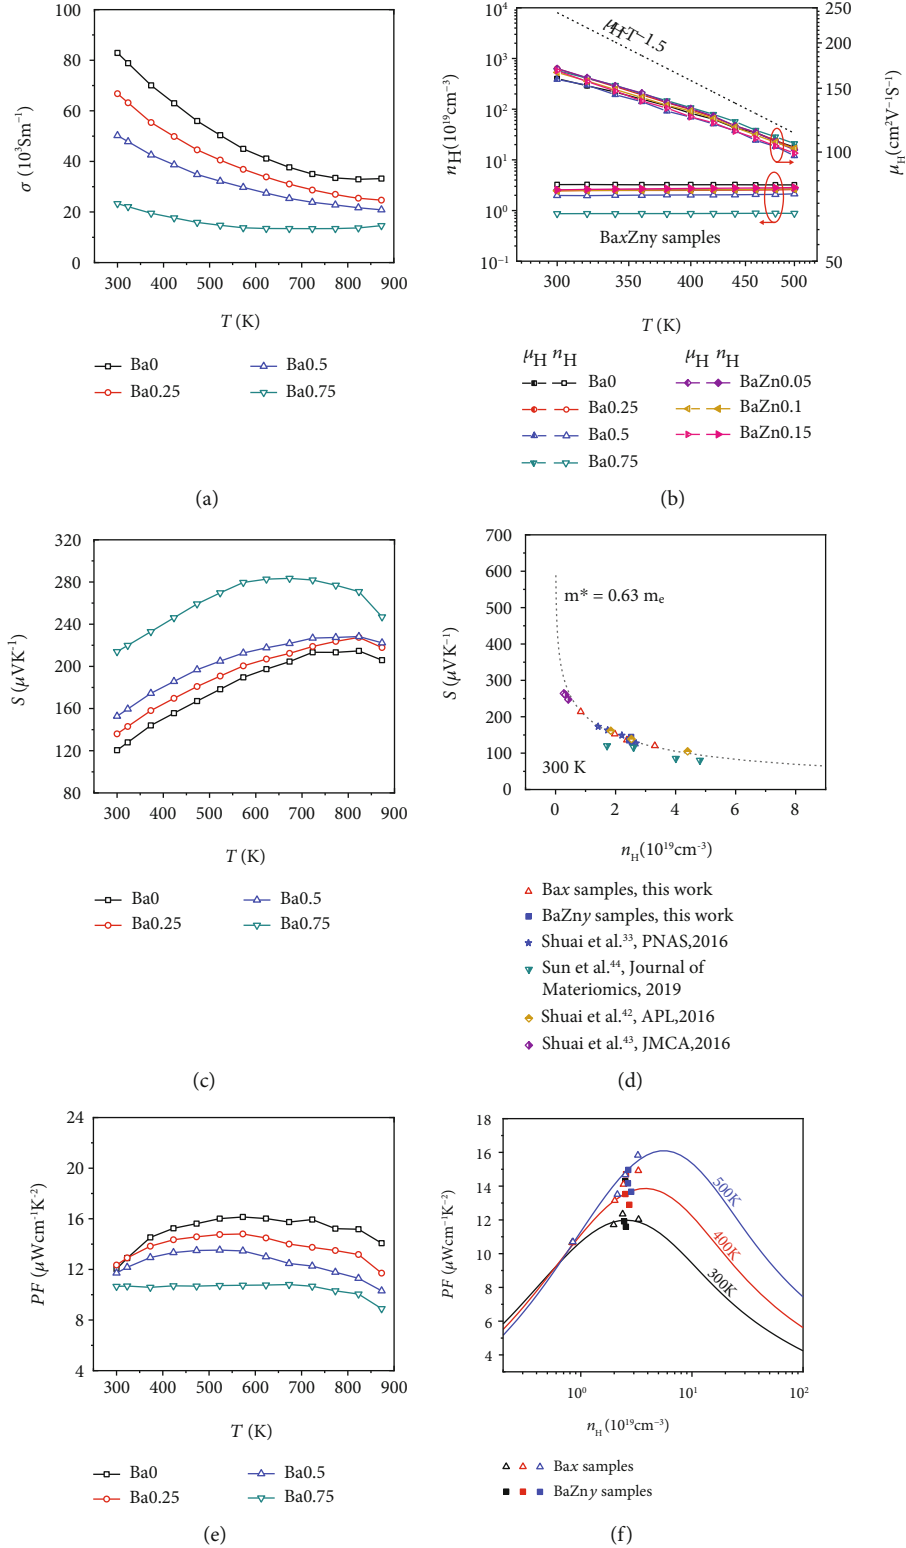 100
80
60
40
20
0
σ (10³Sm⁻¹)
300 400 500 600 700 800 900
T (K)
Ba0
Ba0.25
Ba0.5
Ba0.75
(a)
10⁴
10³
10²
10¹
10⁰
10⁻¹
n_H(10¹⁹cm⁻³)
μ_HT−1.5
250
200
150
100
50
μ_H(cm²V⁻¹S⁻¹)
BaxZny samples
300 350 400 450 500
T (K)
μ_H n_H
Ba0
Ba0.25
Ba0.5
Ba0.75
μ_H n_H
BaZn0.05
BaZn0.1
BaZn0.15
(b)
320
280
240
200
160
120
80
S (μVK⁻¹)
300 400 500 600 700 800 900
T (K)
Ba0
Ba0.25
Ba0.5
Ba0.75
(c)
700
600
500
400
300
200
100
0
S (μVK⁻¹)
m* = 0.63 mₑ
300 K
0 2 4 6 8
n_H(10¹⁹cm⁻³)
Bax samples, this work
BaZny samples, this work
Shuai et al.³³, PNAS,2016
Sun et al.⁴⁴, Journal of
Materiomics, 2019
Shuai et al.⁴², APL,2016
Shuai et al.⁴³, JMCA,2016
(d)
24
20
16
12
8
4
PF (μWcm⁻¹K⁻²)
300 400 500 600 700 800 900
T (K)
Ba0
Ba0.25
Ba0.5
Ba0.75
(e)
18
16
14
12
10
8
6
4
PF (μWcm⁻¹K⁻²)
500K
400K
300K
10⁰ 10¹ 10²
n_H (10¹⁹cm⁻³)
Bax samples
BaZny samples
(f)